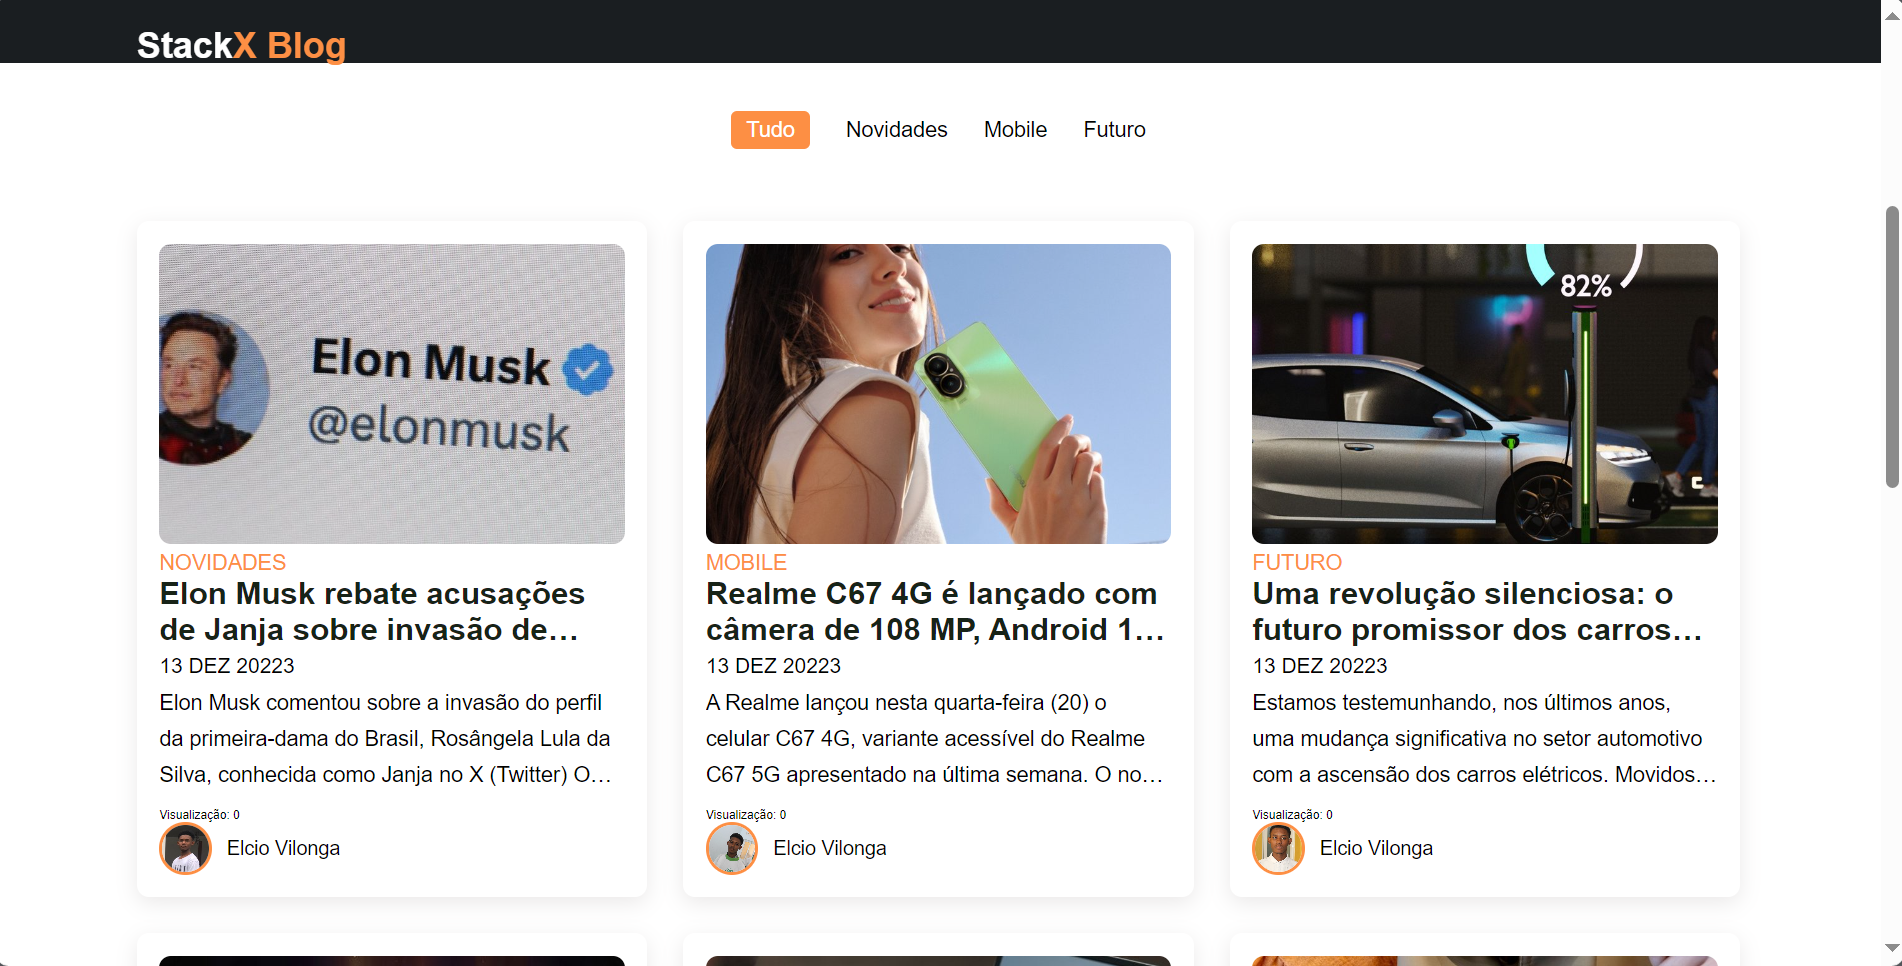 StackX Blog
Tudo
Novidades
Mobile
Futuro
Elon Musk
@elonmusk
NOVIDADES
Elon Musk rebate acusações
de Janja sobre invasão de...
13 DEZ 20223
Elon Musk comentou sobre a invasão do perfil
da primeira-dama do Brasil, Rosângela Lula da
Silva, conhecida como Janja no X (Twitter) O...
Visualização: 0
Elcio Vilonga
MOBILE
Realme C67 4G é lançado com
câmera de 108 MP, Android 1...
13 DEZ 20223
A Realme lançou nesta quarta-feira (20) o
celular C67 4G, variante acessível do Realme
C67 5G apresentado na última semana. O no...
Visualização: 0
Elcio Vilonga
82%
FUTURO
Uma revolução silenciosa: o
futuro promissor dos carros...
13 DEZ 20223
Estamos testemunhando, nos últimos anos,
uma mudança significativa no setor automotivo
com a ascensão dos carros elétricos. Movidos...
Visualização: 0
Elcio Vilonga